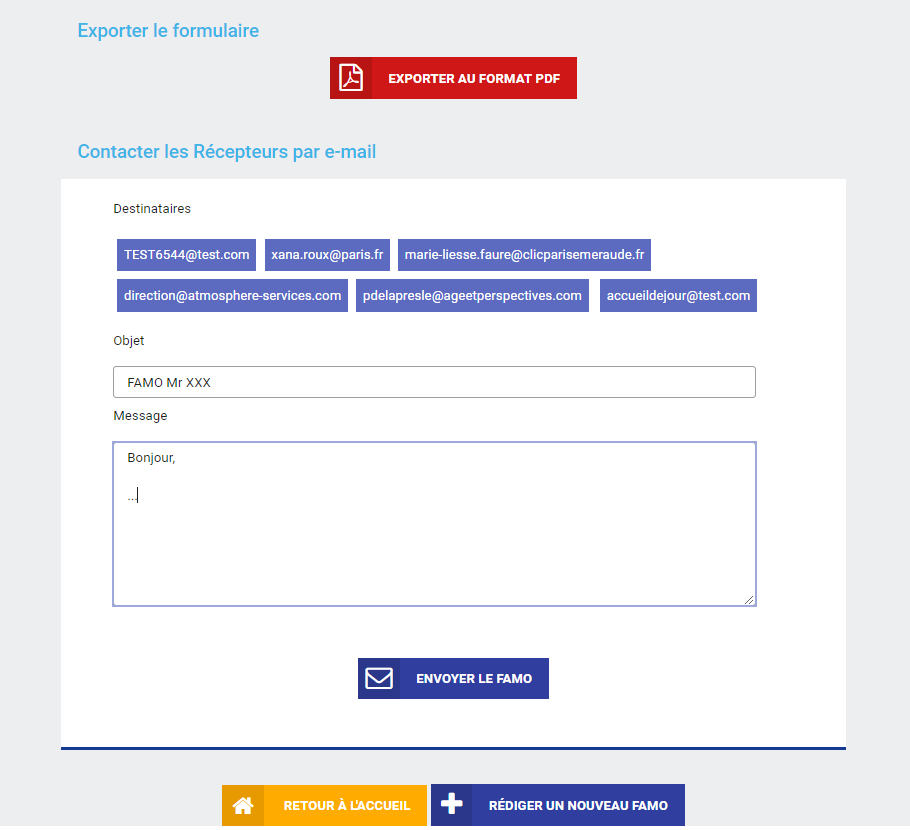 Exporter le formulaire
EXPORTER AU FORMAT PDF
Contacter les Récepteurs par e-mail
Destinataires
TEST6544@test.com xana.roux@paris.fr marie-liesse.faure@clicparisemeraude.fr
direction@atmosphere-services.com pdelapresle@ageetperspectives.com accueildejour@test.com
Objet
FAMO Mr XXX
Message
Bonjour,
...
ENVOYER LE FAMO
RETOUR À L'ACCUEIL RÉDIGER UN NOUVEAU FAMO